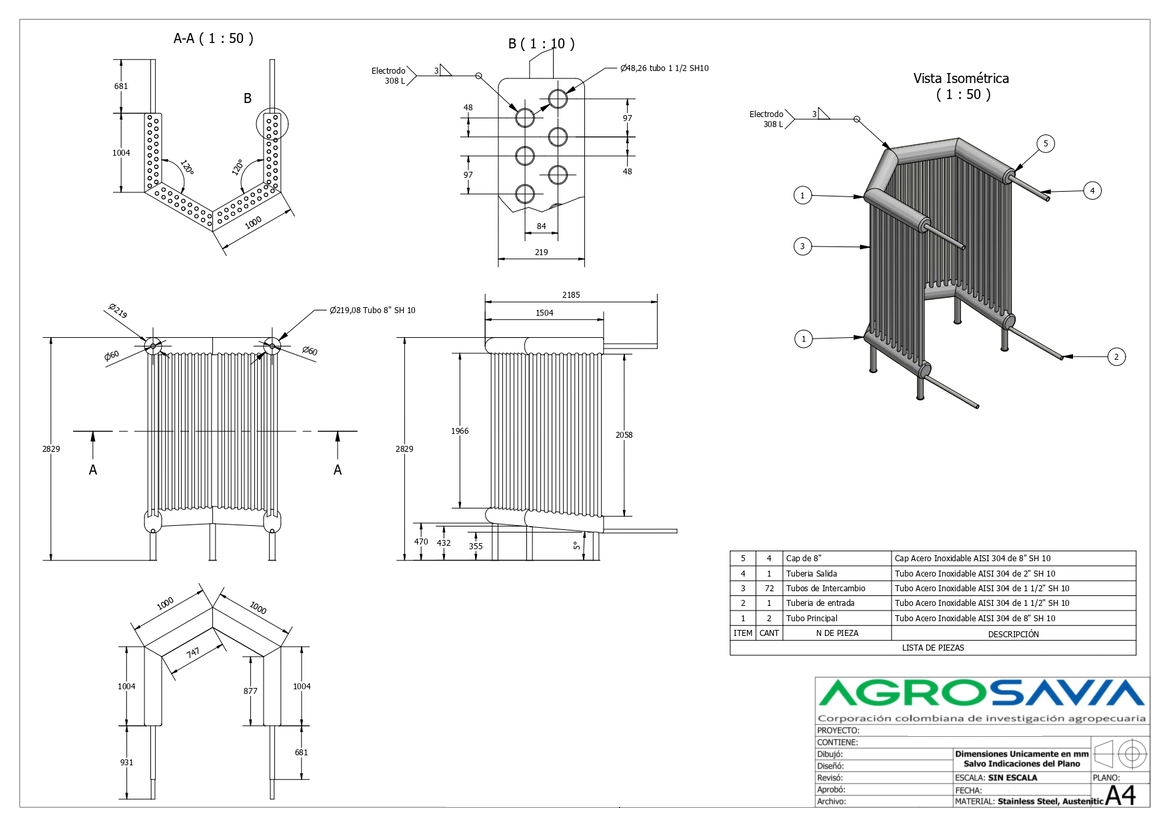 A-A ( 1 : 50 )
681
1004
B
120°
120°
1000
B ( 1 : 10 )
Electrodo
308 L
3
Ø48,26 tubo 1 1/2 SH10
48
97
97
48
84
219
Vista Isométrica
( 1 : 50 )
Electrodo
308 L
3
5
4
1
3
1
2
Ø219
Ø219,08 Tubo 8" SH 10
Ø60
Ø60
2829
A
A
2185
1504
1966
2829
2058
470
432
355
5°
1000
1000
747
1004
877
1004
931
681
5 4 Cap de 8" Cap Acero Inoxidable AISI 304 de 8" SH 10
4 1 Tuberia Salida Tubo Acero Inoxidable AISI 304 de 2" SH 10
3 72 Tubos de Intercambio Tubo Acero Inoxidable AISI 304 de 1 1/2" SH 10
2 1 Tuberia de entrada Tubo Acero Inoxidable AISI 304 de 1 1/2" SH 10
1 2 Tubo Principal Tubo Acero Inoxidable AISI 304 de 8" SH 10
ITEM CANT N DE PIEZA DESCRIPCIÓN
LISTA DE PIEZAS
AGROSAVIA
Corporación colombiana de investigación agropecuaria
PROYECTO:
CONTIENE:
Dibujó:
Diseñó:
Revisó:
Aprobó:
Archivo:
Dimensiones Unicamente en mm
Salvo Indicaciones del Plano
ESCALA: SIN ESCALA
PLANO:
FECHA:
MATERIAL: Stainless Steel, Austenitic
A4